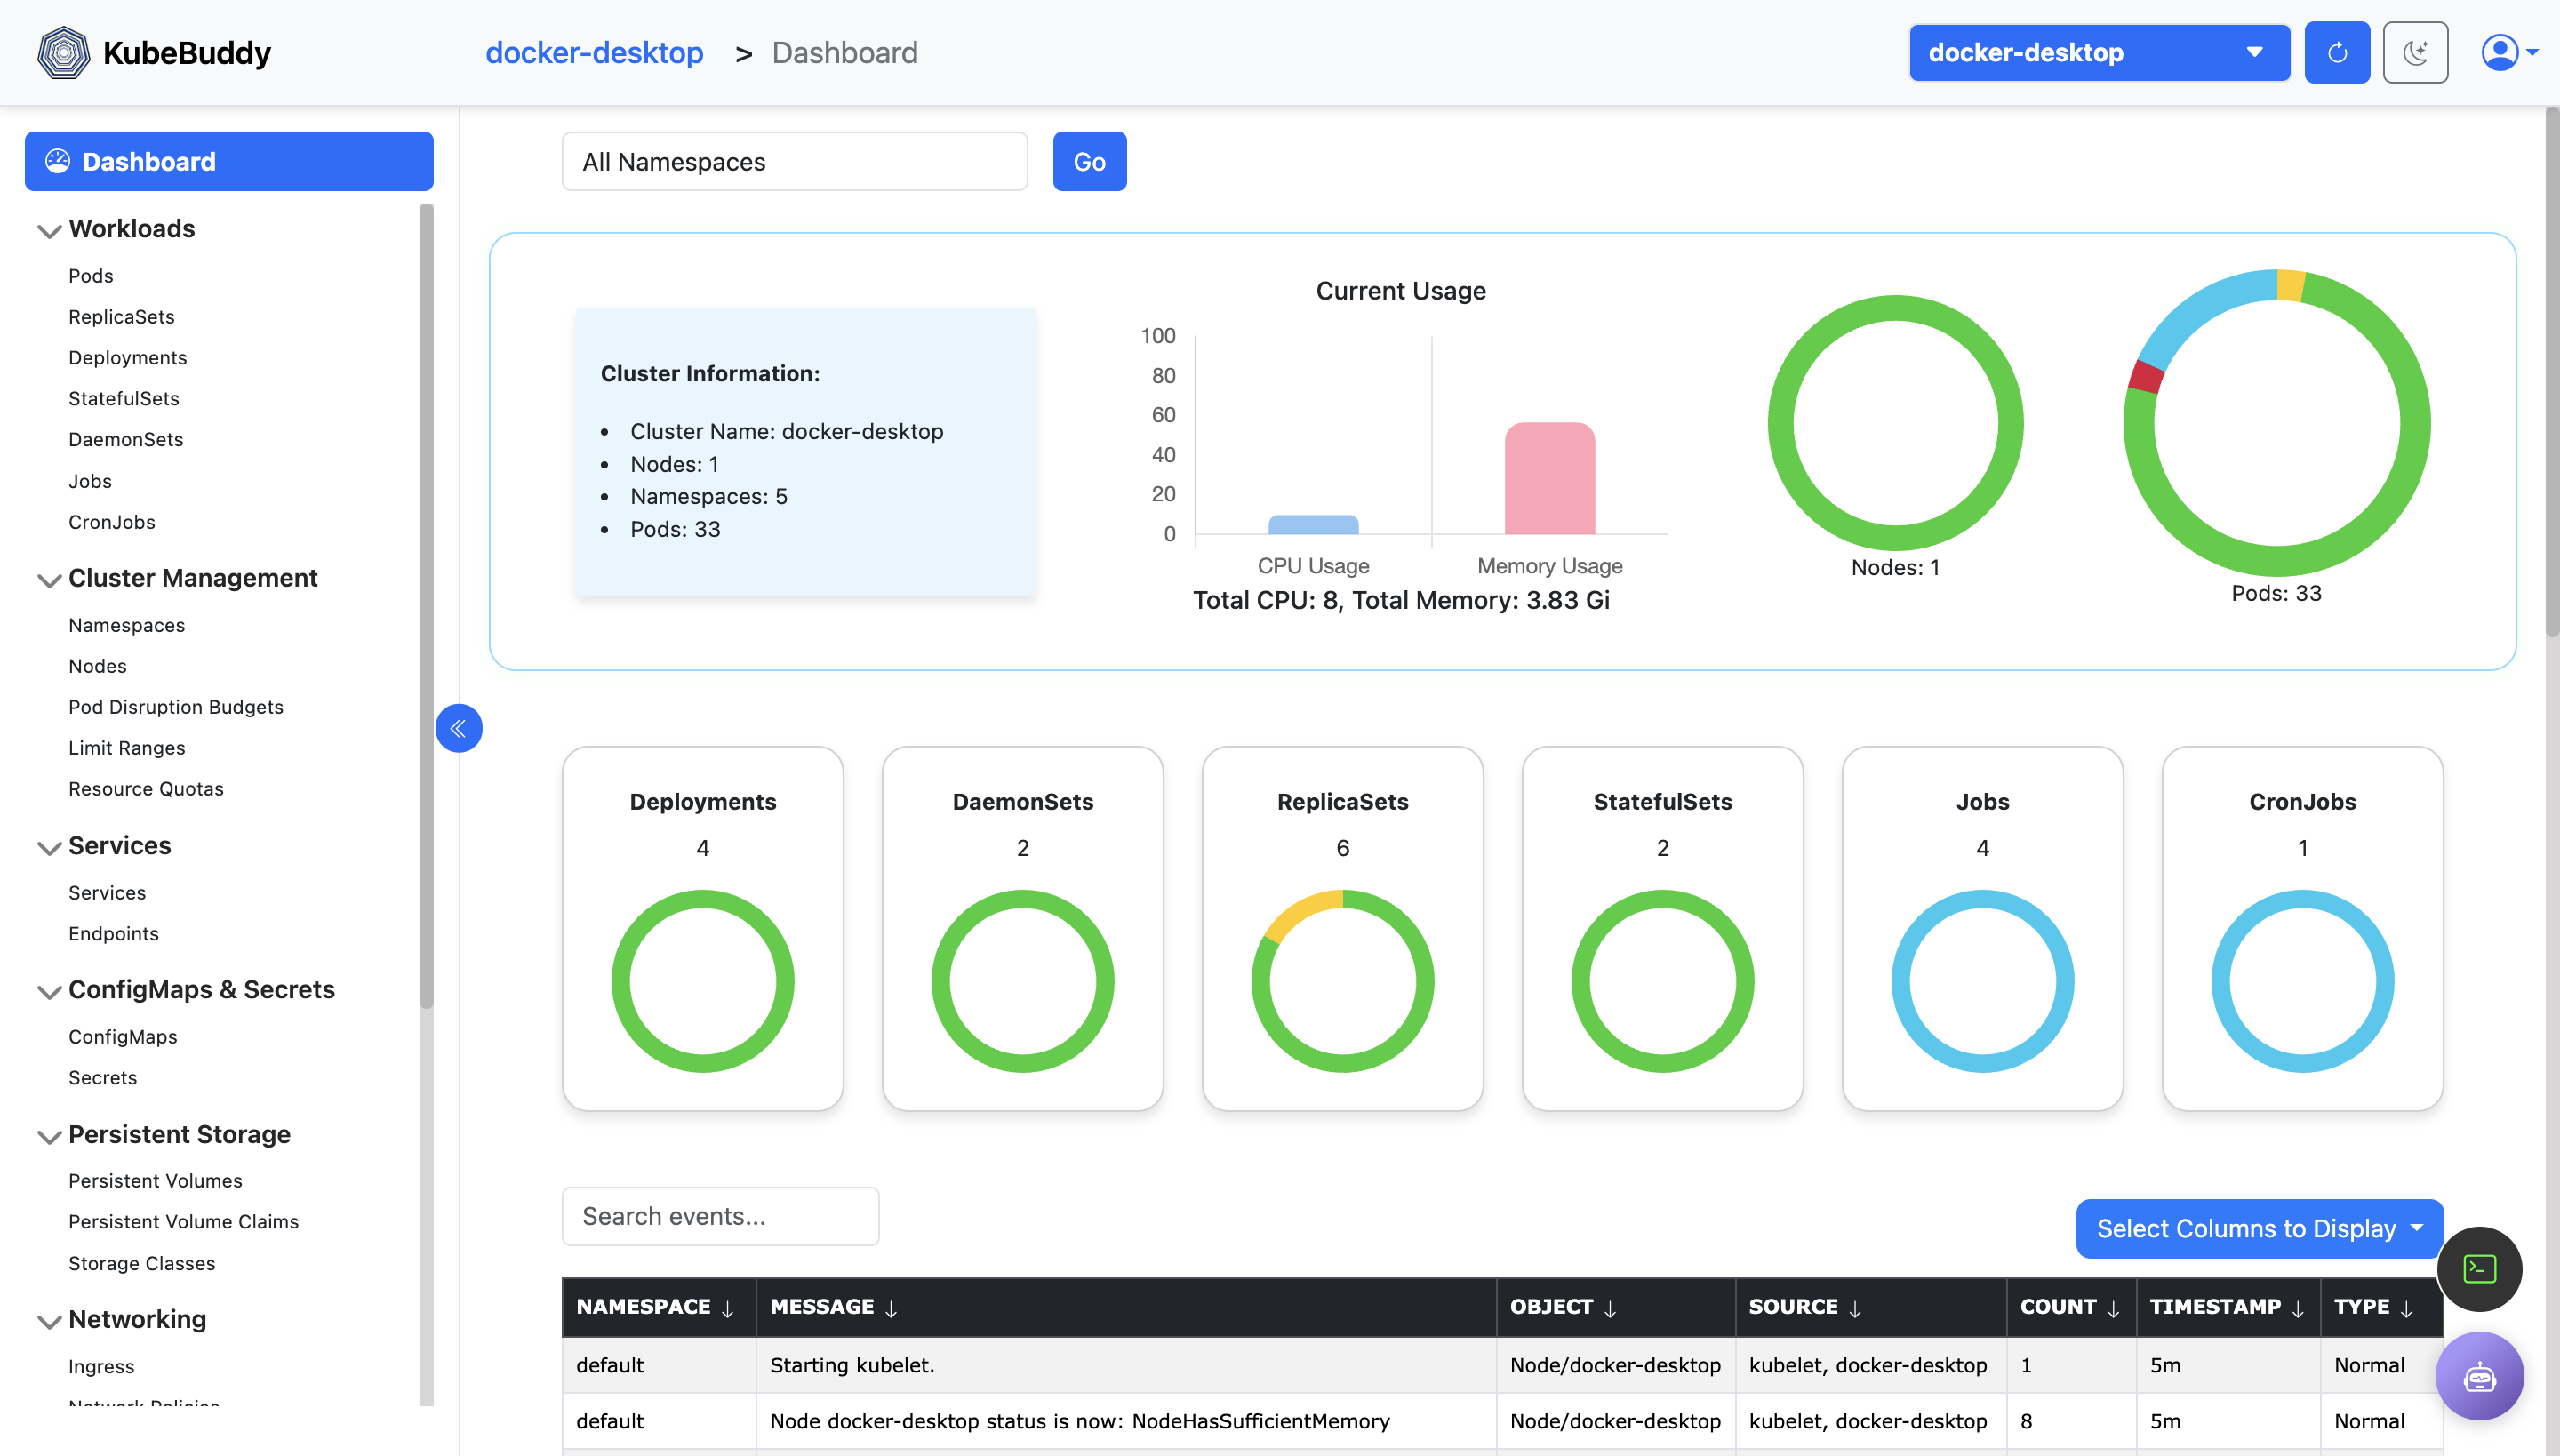 KubeBuddy
docker-desktop > Dashboard
docker-desktop
Dashboard
Workloads
Pods
ReplicaSets
Deployments
StatefulSets
DaemonSets
Jobs
CronJobs
Cluster Management
Namespaces
Nodes
Pod Disruption Budgets
Limit Ranges
Resource Quotas
Services
Services
Endpoints
ConfigMaps & Secrets
ConfigMaps
Secrets
Persistent Storage
Persistent Volumes
Persistent Volume Claims
Storage Classes
Networking
Ingress
Network Policies
All Namespaces
Go
Cluster Information:
Cluster Name: docker-desktop
Nodes: 1
Namespaces: 5
Pods: 33
Current Usage
100
80
60
40
20
0
CPU Usage Memory Usage
Total CPU: 8, Total Memory: 3.83 Gi
Nodes: 1
Pods: 33
Deployments
4
DaemonSets
2
ReplicaSets
6
StatefulSets
2
Jobs
4
CronJobs
1
Search events...
Select Columns to Display
NAMESPACE ↓ MESSAGE ↓ OBJECT ↓ SOURCE ↓ COUNT ↓ TIMESTAMP ↓ TYPE ↓
default Starting kubelet. Node/docker-desktop kubelet, docker-desktop 1 5m Normal
default Node docker-desktop status is now: NodeHasSufficientMemory Node/docker-desktop kubelet, docker-desktop 8 5m Normal